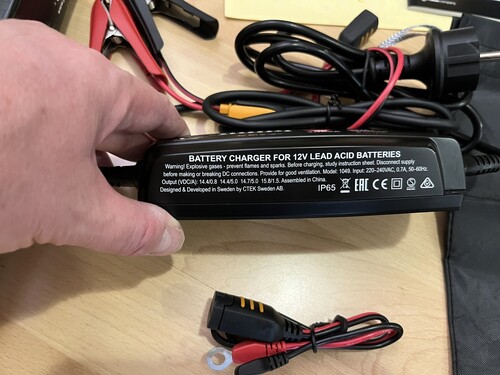 BATTERY CHARGER FOR 12V LEAD ACID BATTERIES
Warning! Explosive gases - prevent flames and sparks. Before charging, study instruction sheet. Disconnect supply
before making or breaking DC connections. Provide for good ventilation. Model: 1049. Input: 220-240VAC, 0.7A, 50-60Hz.
Output (VDC/A): 14.4/0.8 14.4/5.0 14.7/5.0 15.8/1.5. Assembled in China.
Designed & Developed in Sweden by CTEK Sweden AB.
IP65 EAC CE